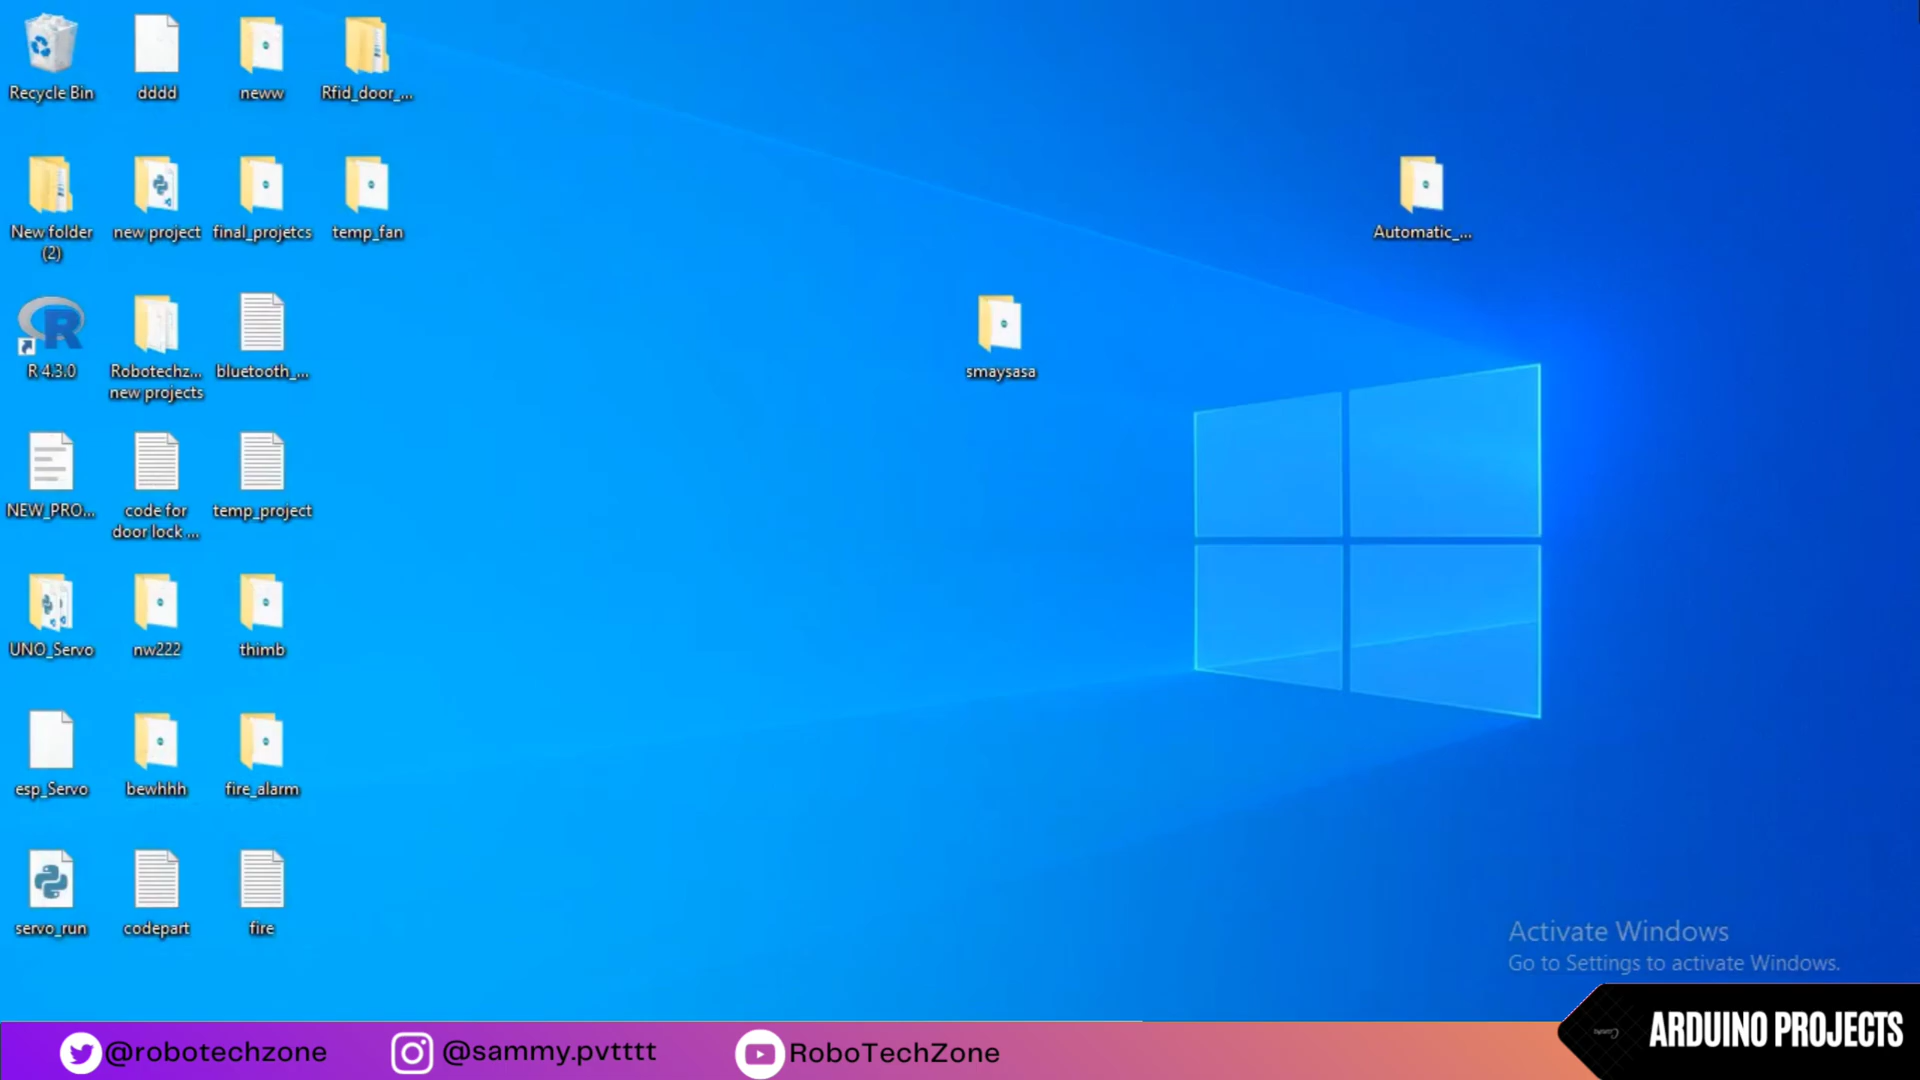 Recycle Bin
dddd
neww
Rfid_door_...
New folder
(2)
new project
final_projetcs
temp_fan
Automatic_...
R 4.3.0
Robotechz...
new projects
bluetooth_...
smaysasa
NEW_PRO...
code for
door lock ...
temp_project
UNO_Servo
nw222
thimb
esp_Servo
bewhhh
fire_alarm
servo_run
codepart
fire
Activate Windows
Go to Settings to activate Windows.
ARDUINO PROJECTS
@robotechzone
@sammy.pvtttt
RoboTechZone